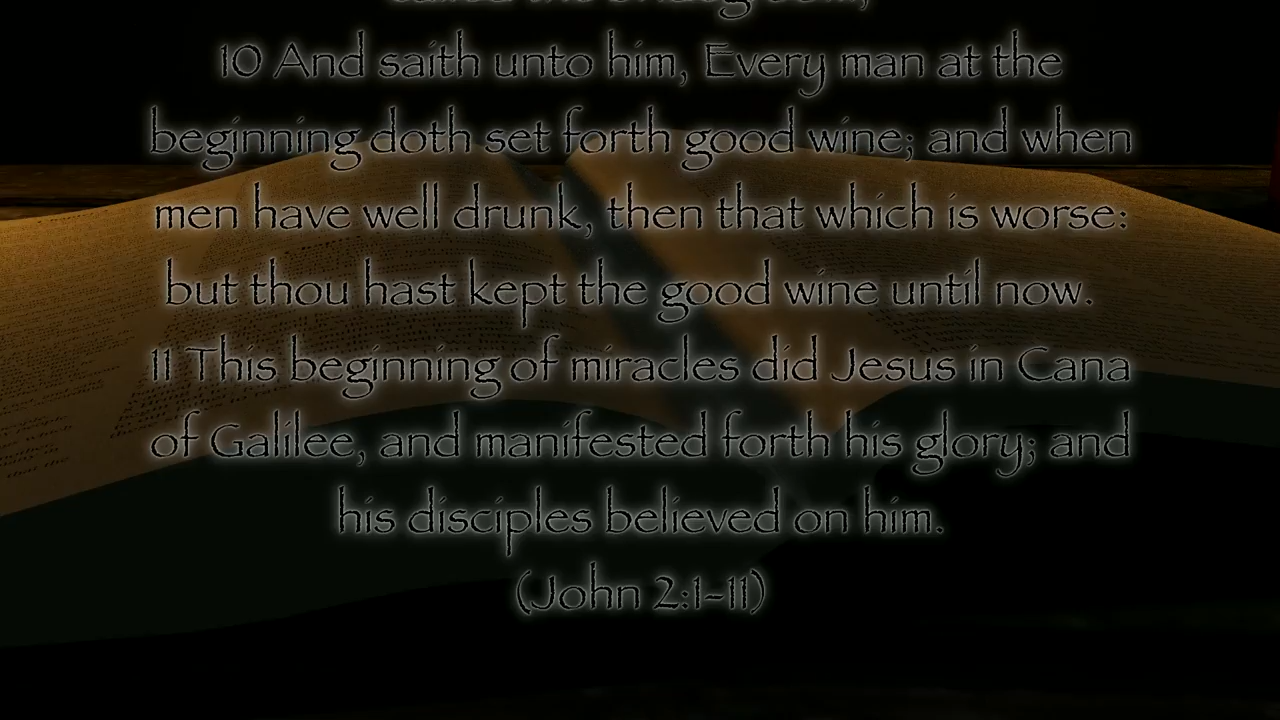 10 And saith unto him, Every man at the
beginning doth set forth good wine; and when
men have well drunk, then that which is worse:
but thou hast kept the good wine until now.
11 This beginning of miracles did Jesus in Cana
of Galilee, and manifested forth his glory; and
his disciples believed on him.
(John 2:1-11)